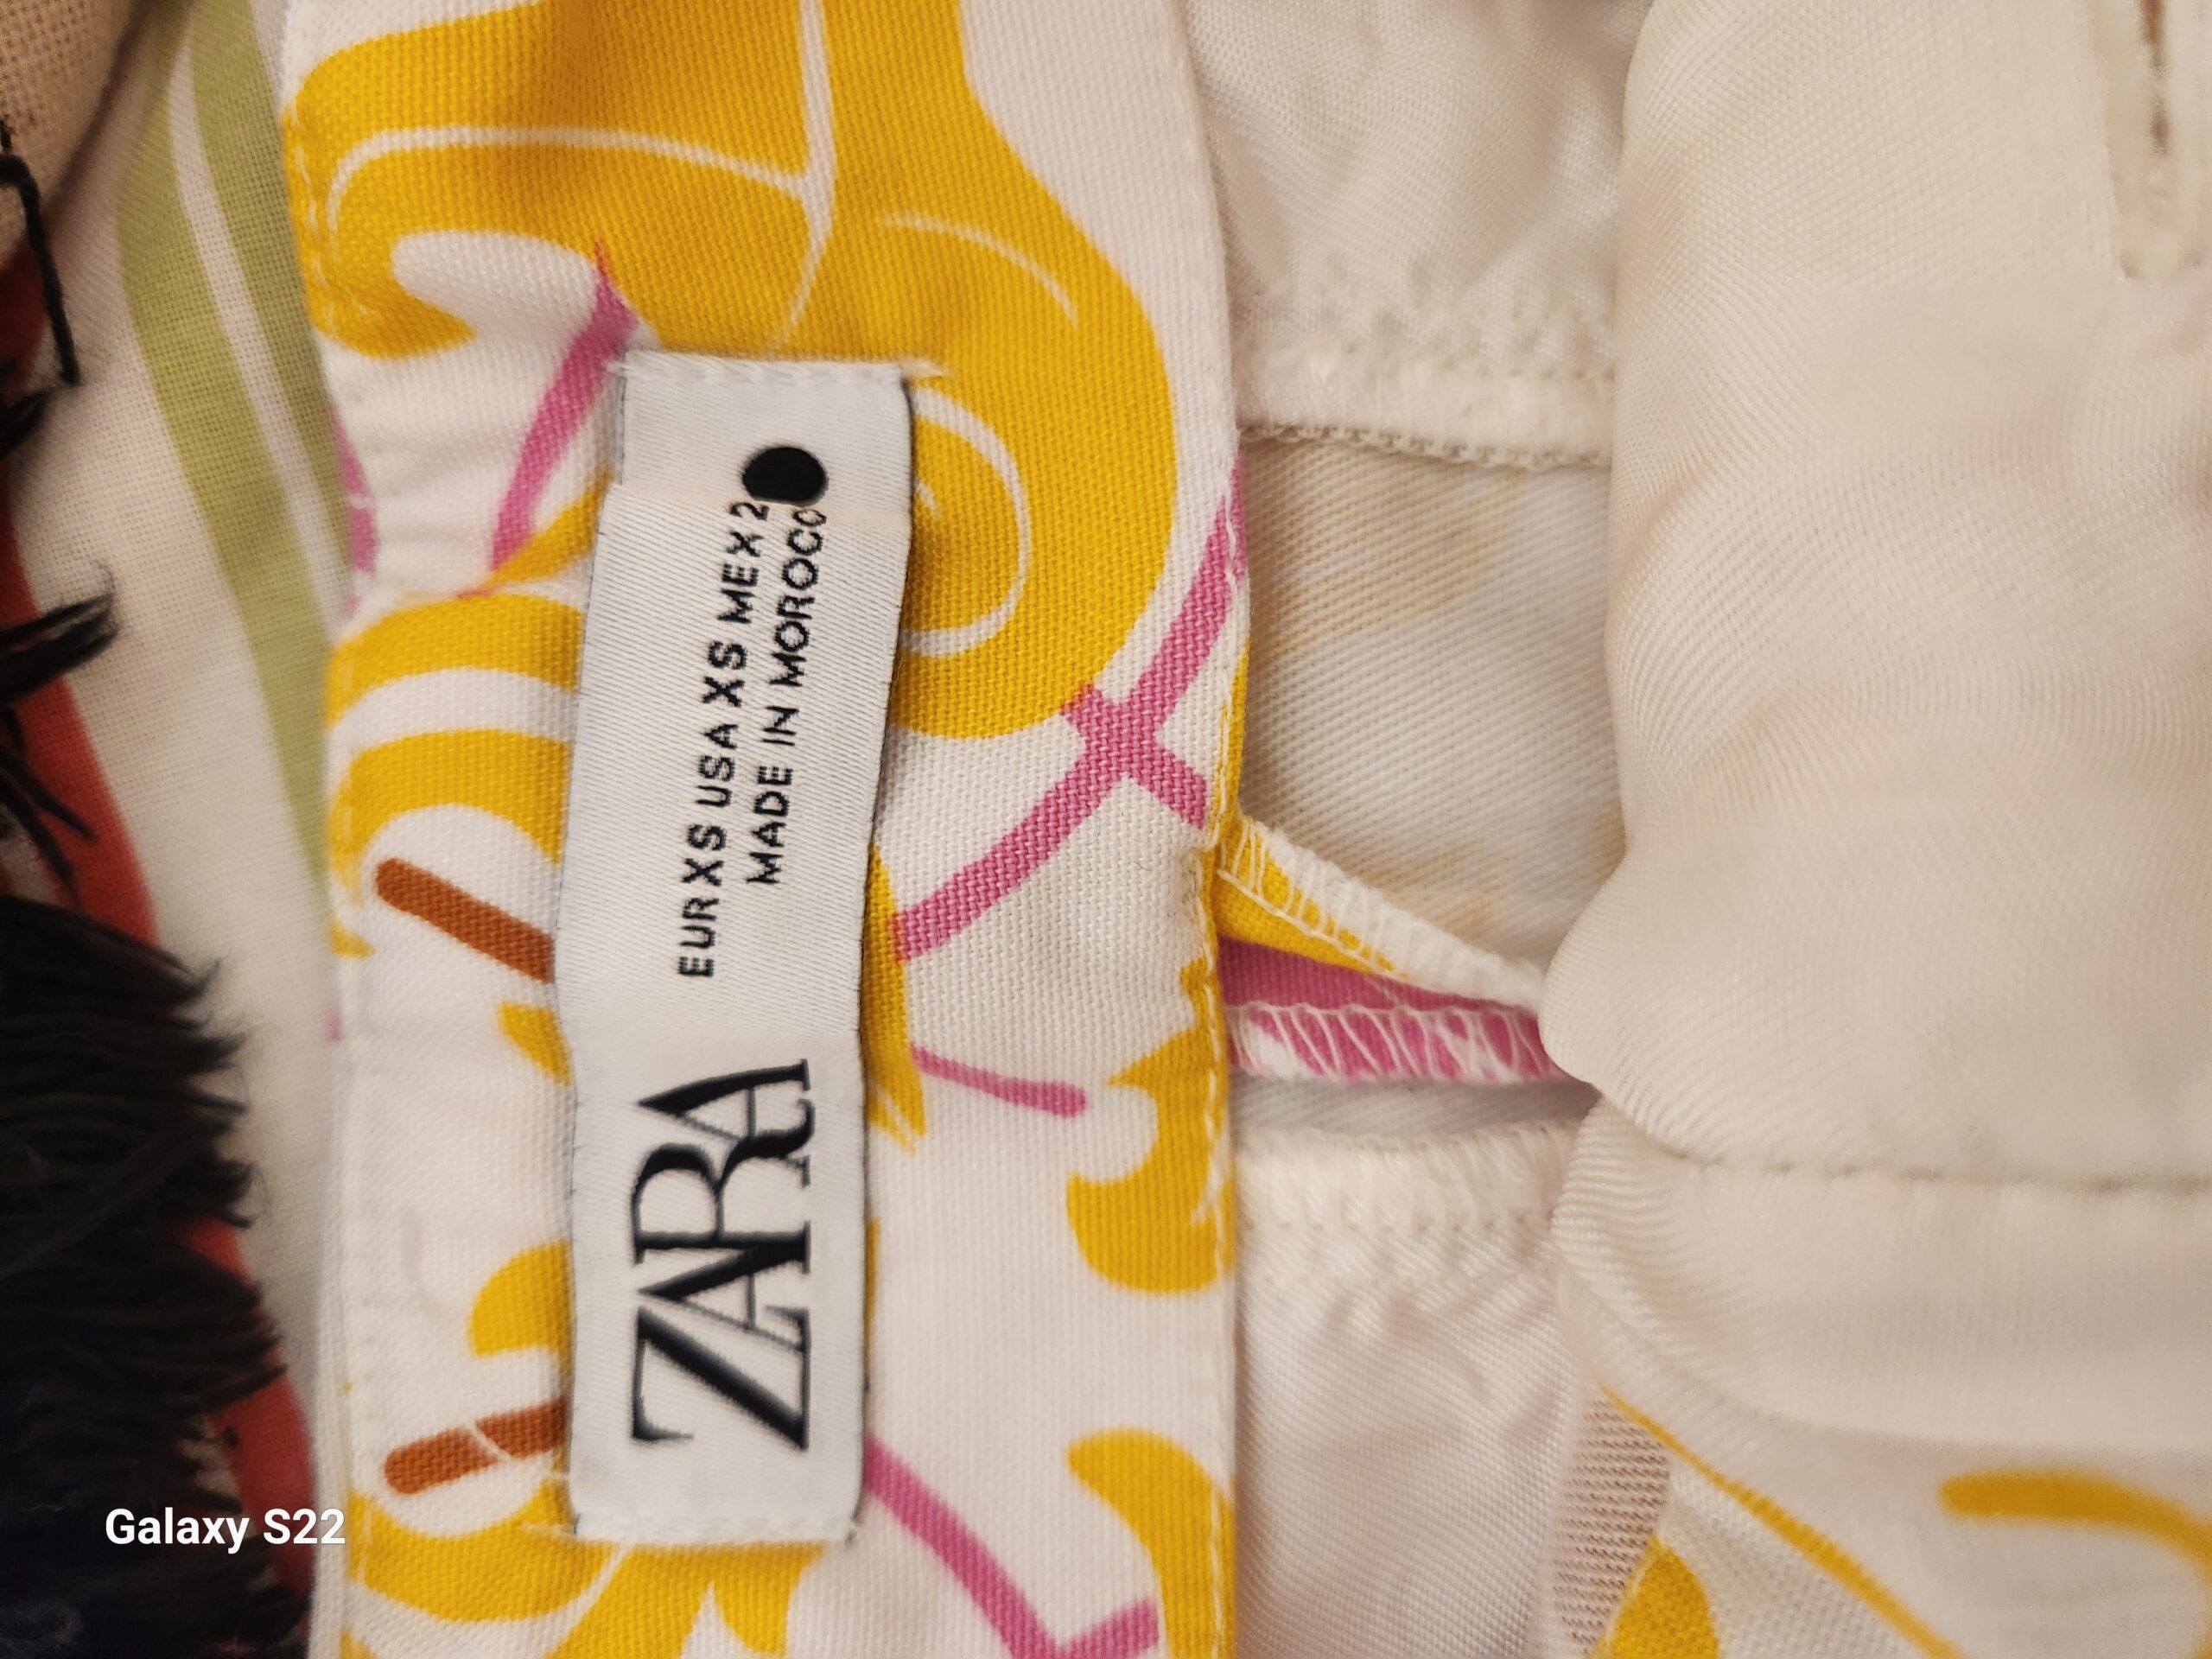 ZARA
EUR XS USA XS MEX 2
MADE IN MOROCCO
Galaxy S22